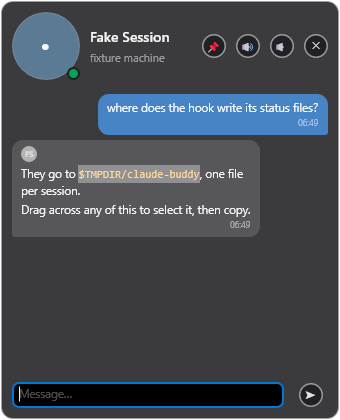 Fake Session
fixture machine
where does the hook write its status files?
06:49
PS
They go to $TMPDIR/claude-buddy, one file
per session.
Drag across any of this to select it, then copy.
06:49
Message...